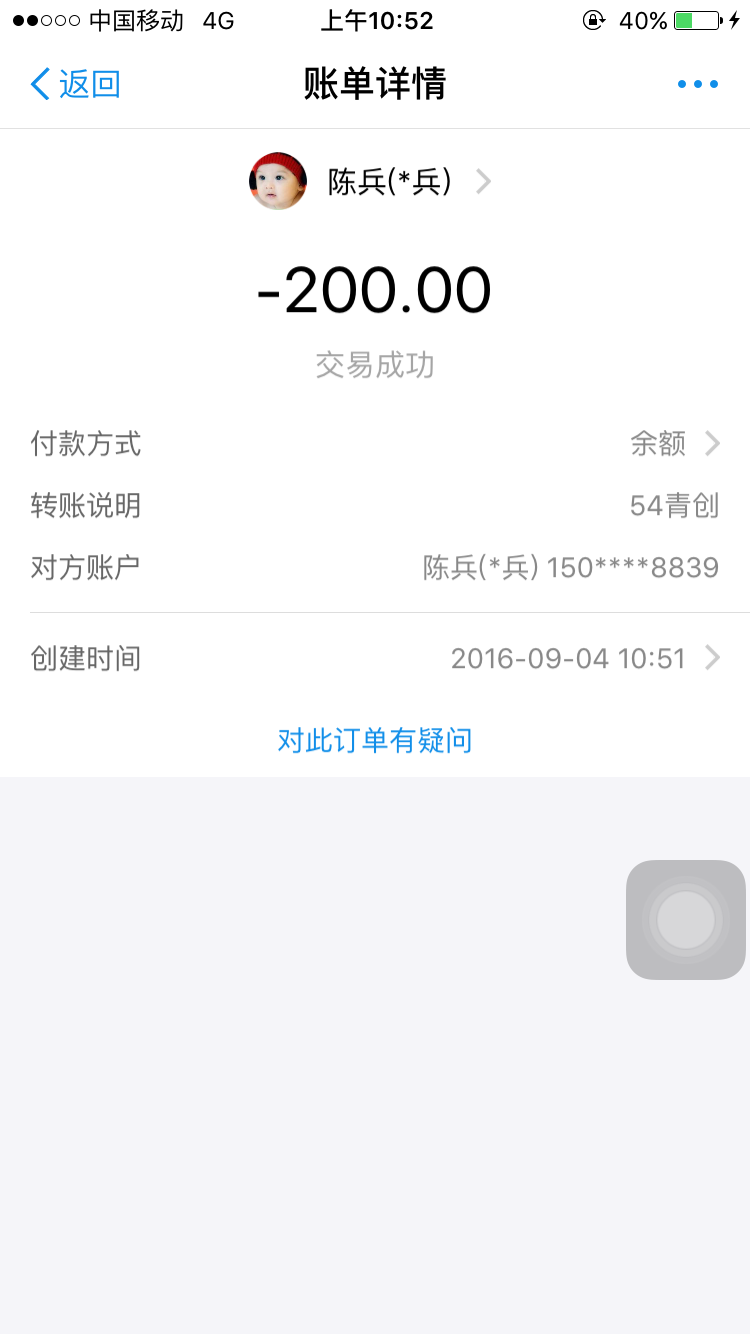 中国移动 4G 上午10:52 40%
返回 账单详情
陈兵(*兵)
-200.00
交易成功
付款方式 余额
转账说明 54青创
对方账户 陈兵(*兵) 150****8839
创建时间 2016-09-04 10:51
对此订单有疑问